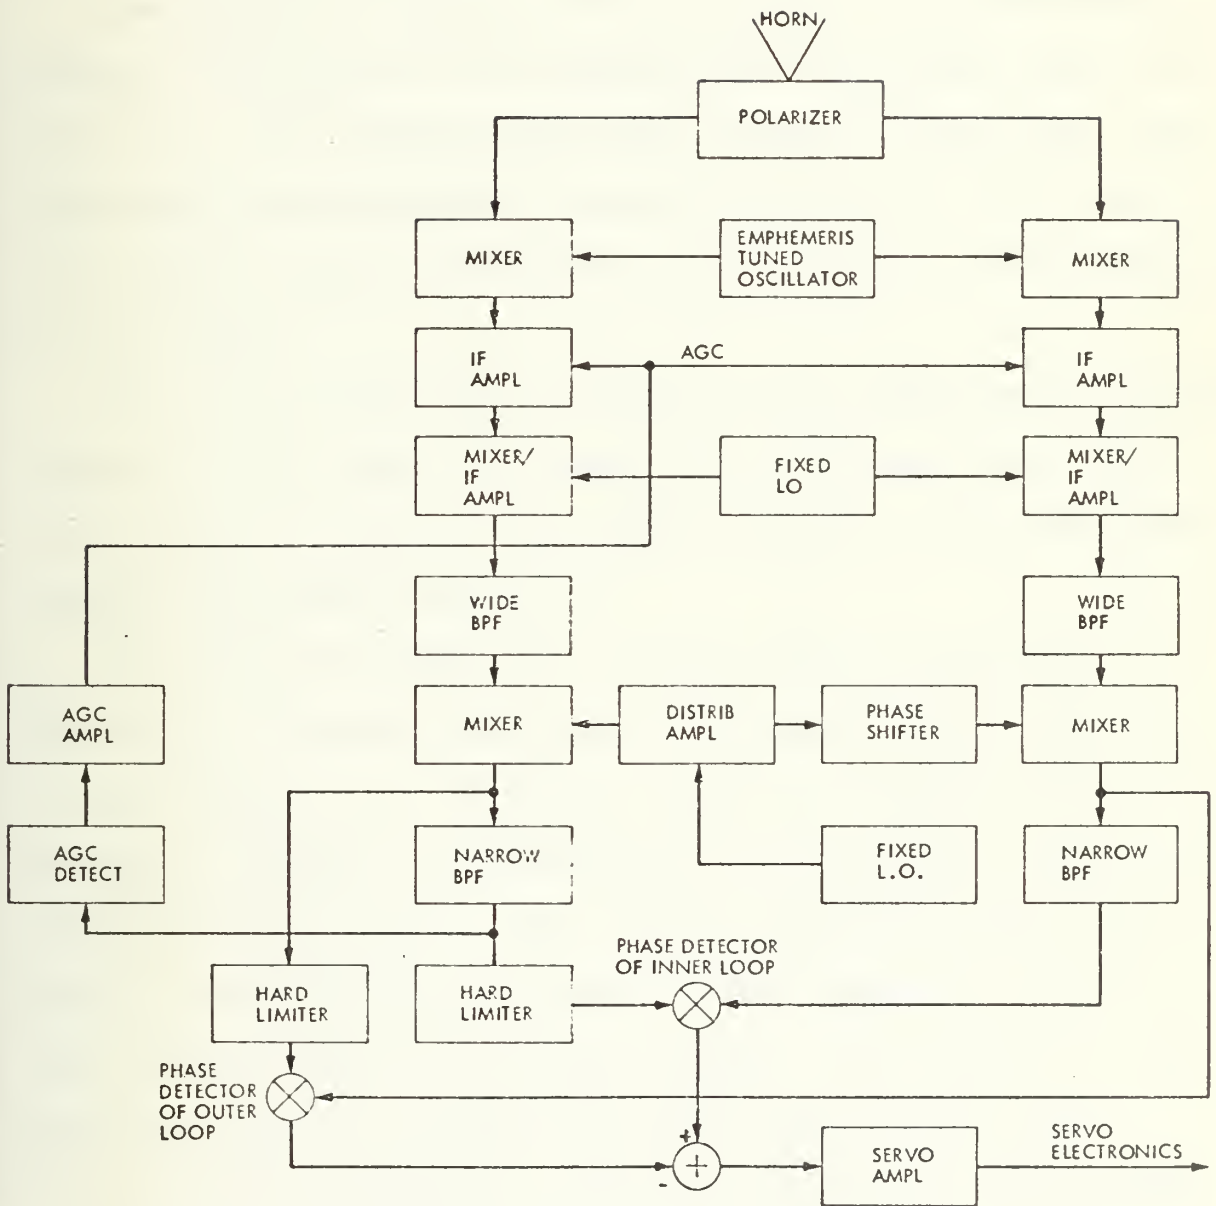 HORN
POLARIZER
MIXER
EMPHEMERIS
TUNED
OSCILLATOR
MIXER
IF
AMPL
AGC
IF
AMPL
MIXER/
IF
AMPL
FIXED
LO
MIXER/
IF
AMPL
WIDE
BPF
WIDE
BPF
AGC
AMPL
MIXER
DISTRIB
AMPL
PHASE
SHIFTER
MIXER
AGC
DETECT
NARROW
BPF
FIXED
L.O.
NARROW
BPF
PHASE DETECTOR
OF INNER LOOP
HARD
LIMITER
HARD
LIMITER
PHASE
DETECTOR
OF OUTER
LOOP
+
-
SERVO
AMPL
SERVO
ELECTRONICS